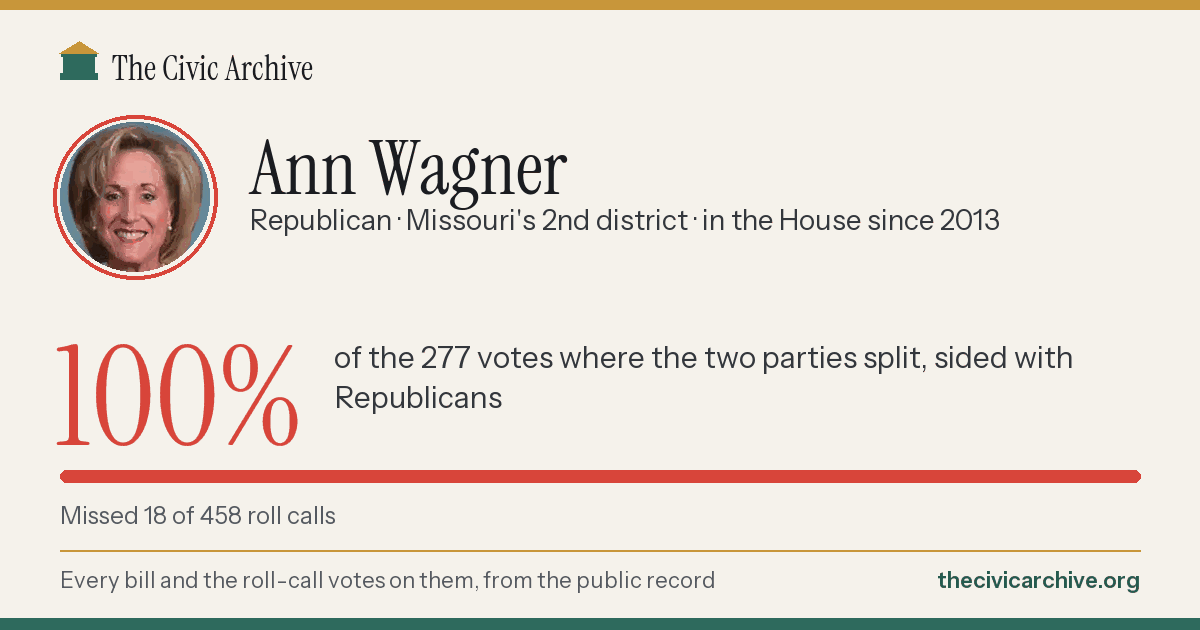 The Civic Archive
Ann Wagner
Republican · Missouri's 2nd district · in the House since 2013
100%
of the 277 votes where the two parties split, sided with
Republicans
Missed 18 of 458 roll calls
Every bill and the roll-call votes on them, from the public record
thecivicarchive.org